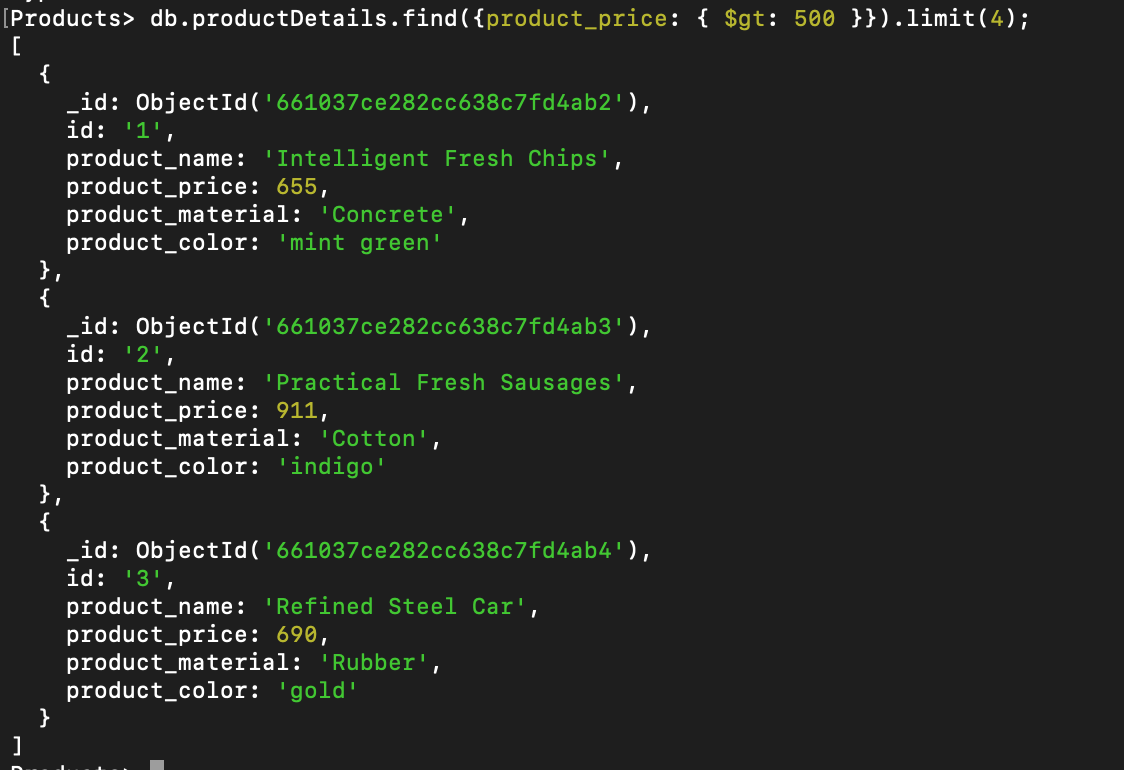 [Products> db.productDetails.find({product_price: { $gt: 500 }}).limit(4);
[
  {
    _id: ObjectId('661037ce282cc638c7fd4ab2'),
    id: '1',
    product_name: 'Intelligent Fresh Chips',
    product_price: 655,
    product_material: 'Concrete',
    product_color: 'mint green'
  },
  {
    _id: ObjectId('661037ce282cc638c7fd4ab3'),
    id: '2',
    product_name: 'Practical Fresh Sausages',
    product_price: 911,
    product_material: 'Cotton',
    product_color: 'indigo'
  },
  {
    _id: ObjectId('661037ce282cc638c7fd4ab4'),
    id: '3',
    product_name: 'Refined Steel Car',
    product_price: 690,
    product_material: 'Rubber',
    product_color: 'gold'
  }
]
Products>